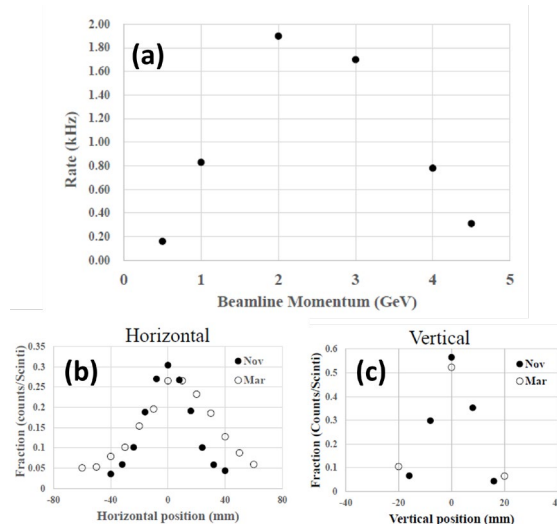 (a)
2.00
1.80
1.60
1.40
1.20
1.00
0.80
0.60
0.40
0.20
0.00
Rate (kHz)
0 1 2 3 4 5
Beamline Momentum (GeV)
Horizontal
(b)
Nov
Mar
0.35
0.3
0.25
0.2
0.15
0.1
0.05
0
Fraction (counts/Scinti)
-80 -40 0 40 80
Horizontal position (mm)
Vertical
(c)
Nov
Mar
0.6
0.5
0.4
0.3
0.2
0.1
0
Fraction (Counts/Scinti)
-40 -20 0 20 40
Vertical position (mm)